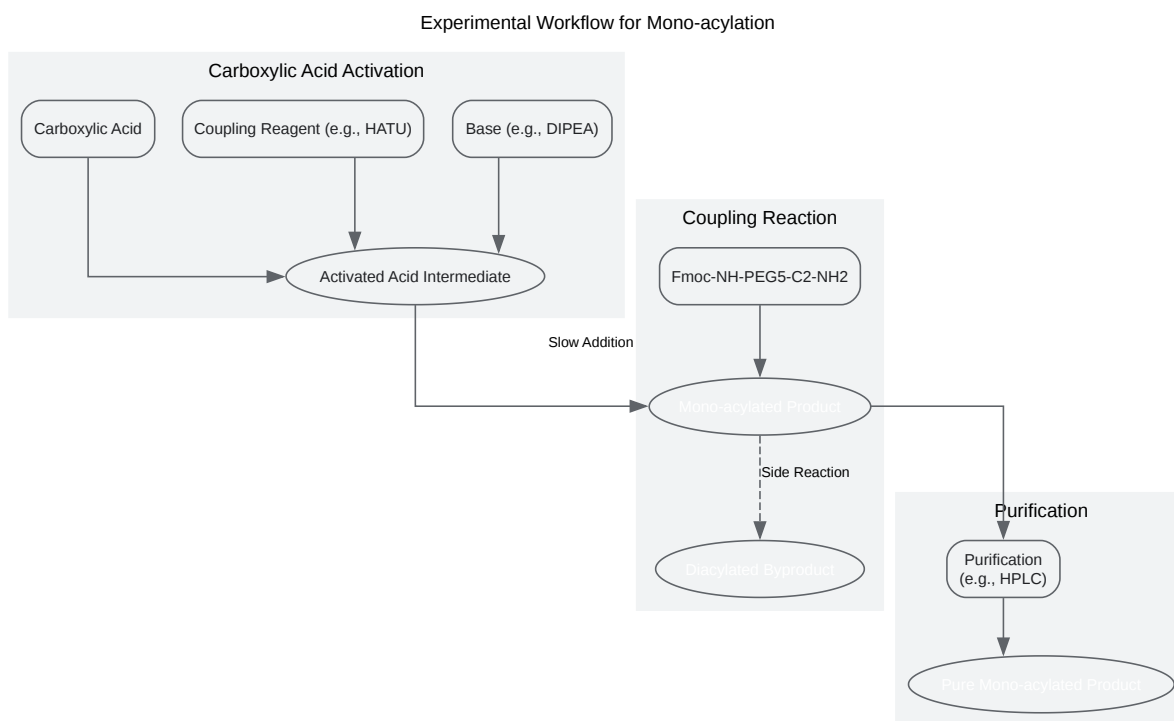 Experimental Workflow for Mono-acylation
Carboxylic Acid Activation
Carboxylic Acid
Coupling Reagent (e.g., HATU)
Base (e.g., DIPEA)
Activated Acid Intermediate
Slow Addition
Coupling Reaction
Fmoc-NH-PEG5-C2-NH2
Mono-acylated Product
Side Reaction
Diacylated Byproduct
Purification
Purification
(e.g., HPLC)
Pure Mono-acylated Product